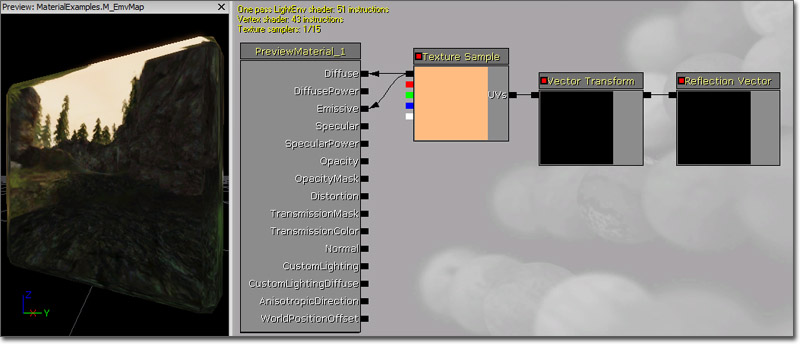 Preview: MaterialExamples.M_EmvMap
One pass LightEnv shader: 51 instructions
Vertex shader: 43 instructions
Texture samplers: 1/15
PreviewMaterial_1
Diffuse
DiffusePower
Emissive
Specular
SpecularPower
Opacity
OpacityMask
Distortion
TransmissionMask
TransmissionColor
Normal
CustomLighting
CustomLightingDiffuse
AnisotropicDirection
WorldPositionOffset
Texture Sample
UVs
Vector Transform
Reflection Vector
Z
X
Y